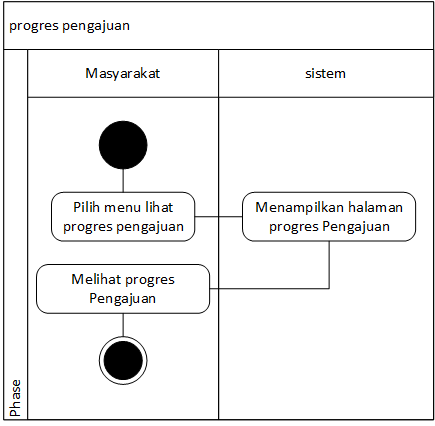 progres pengajuan
Masyarakat
sistem
Pilih menu lihat
progres pengajuan
Menampilkan halaman
progres Pengajuan
Melihat progres
Pengajuan
Phase